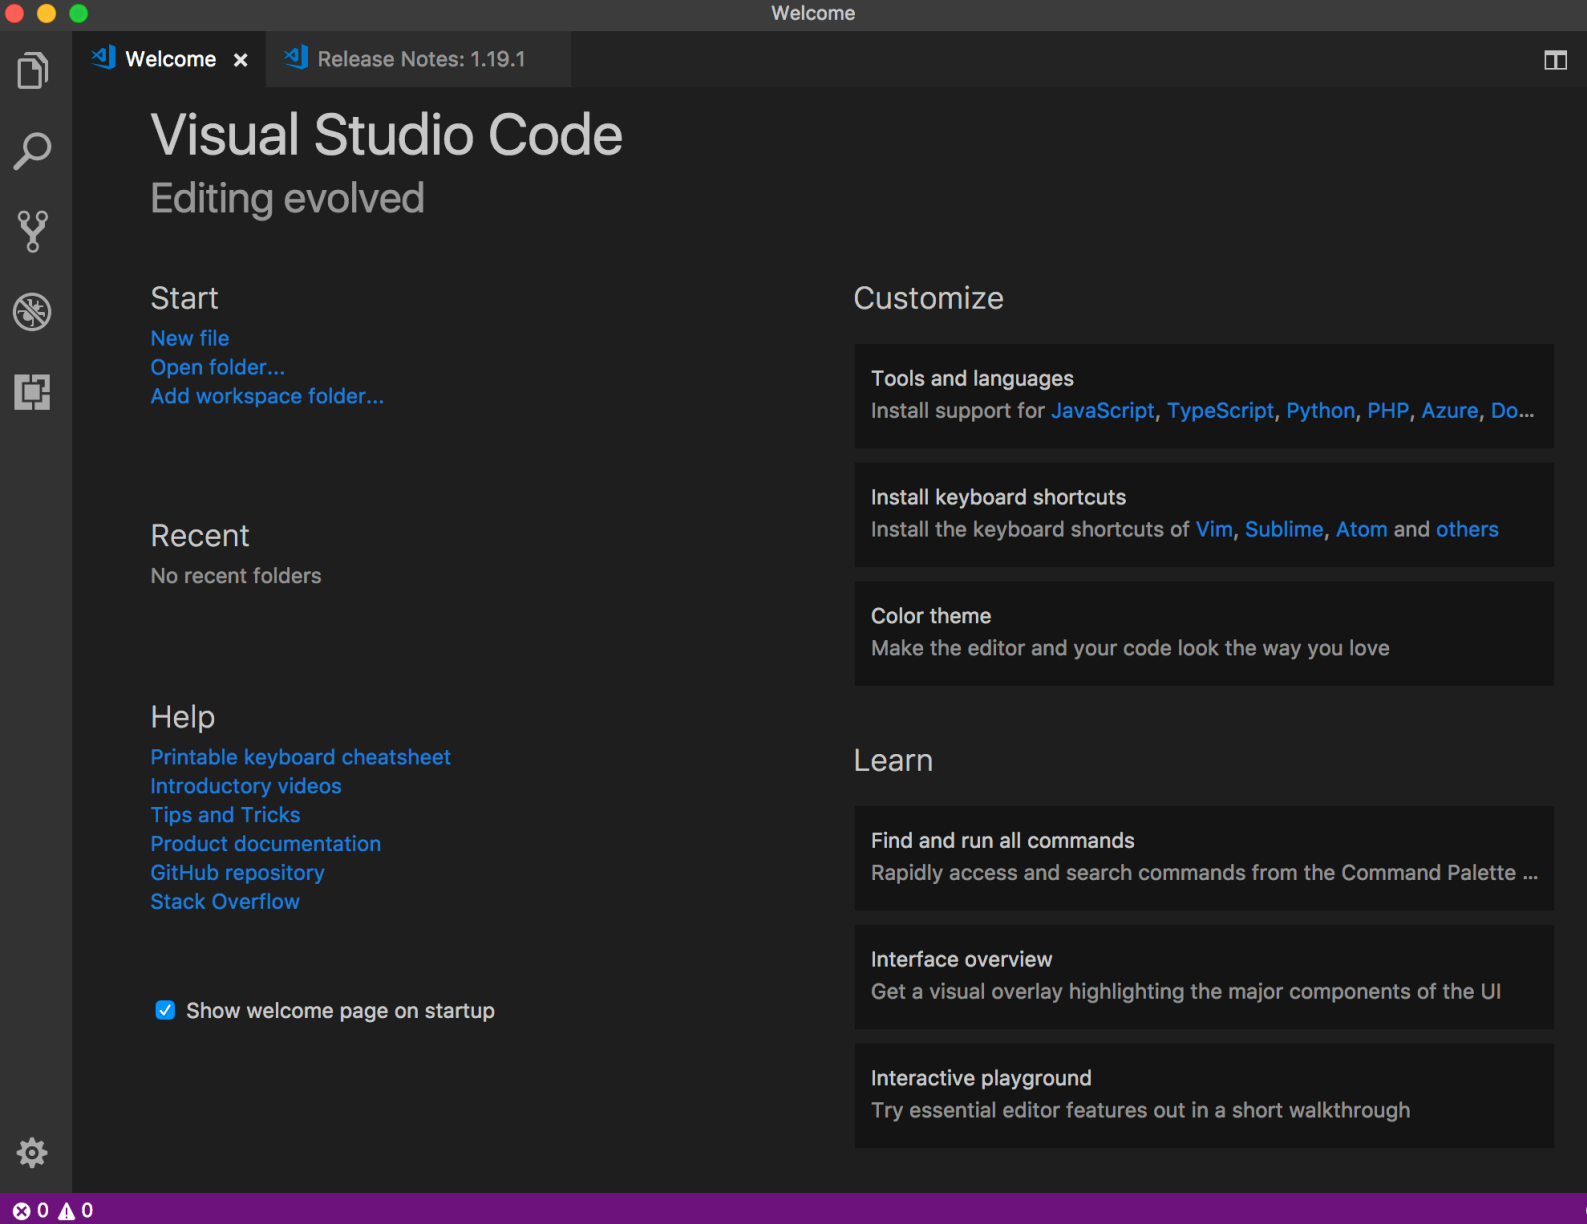 Welcome
Welcome
Release Notes: 1.19.1
Visual Studio Code
Editing evolved
Start
New file
Open folder...
Add workspace folder...
Recent
No recent folders
Help
Printable keyboard cheatsheet
Introductory videos
Tips and Tricks
Product documentation
GitHub repository
Stack Overflow
Show welcome page on startup
Customize
Tools and languages
Install support for JavaScript, TypeScript, Python, PHP, Azure, Do...
Install keyboard shortcuts
Install the keyboard shortcuts of Vim, Sublime, Atom and others
Color theme
Make the editor and your code look the way you love
Learn
Find and run all commands
Rapidly access and search commands from the Command Palette ...
Interface overview
Get a visual overlay highlighting the major components of the UI
Interactive playground
Try essential editor features out in a short walkthrough
0 0